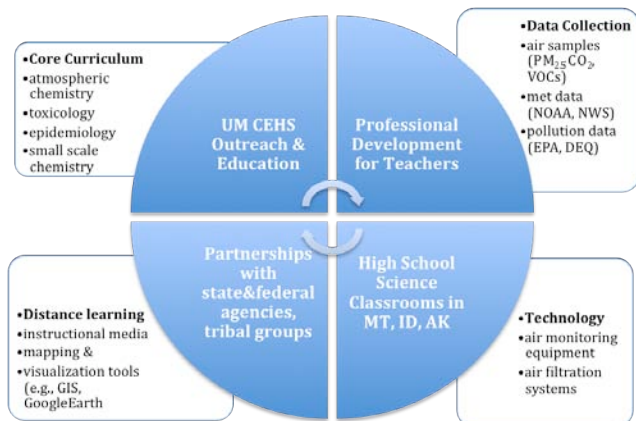 •Core Curriculum
•atmospheric
chemistry
•toxicology
•epidemiology
•small scale
chemistry
UM CEHS
Outreach &
Education
Professional
Development
for Teachers
•Data Collection
•air samples
(PM2.5 CO2,
VOCs)
•met data
(NOAA, NWS)
•pollution data
(EPA, DEQ)
•Distance learning
•instructional media
•mapping &
•visualization tools
(e.g., GIS,
GoogleEarth
Partnerships
with
state&federal
agencies,
tribal groups
High School
Science
Classrooms in
MT, ID, AK
•Technology
•air monitoring
equipment
•air filtration
systems